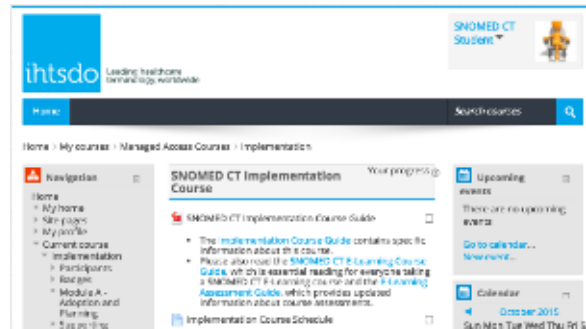 SNOMED CT
Student
ihtsdo
Leading healthcare
terminology, worldwide
Home
Search courses
Home › My courses › Managed Access Courses › Implementation
Navigation
Home
My home
Site pages
My profile
Current course
Implementation
Participants
Badges
Module A -
Adoption and
Planning
Supporting
SNOMED CT Implementation
Course
Your progress
SNOMED CT Implementation Course Guide
The Implementation Course Guide contains specific
information about this course.
Please also read the SNOMED CT E-Learning Course
Guide, which is essential reading for everyone taking
a SNOMED CT E-Learning course and the E-Learning
Assessment Guide, which provides updated
information about course assessments.
Implementation Course Schedule
Upcoming
events
There are no upcoming
events
Go to calendar...
New event...
Calendar
October 2015
Sun Mon Tue Wed Thu Fri S